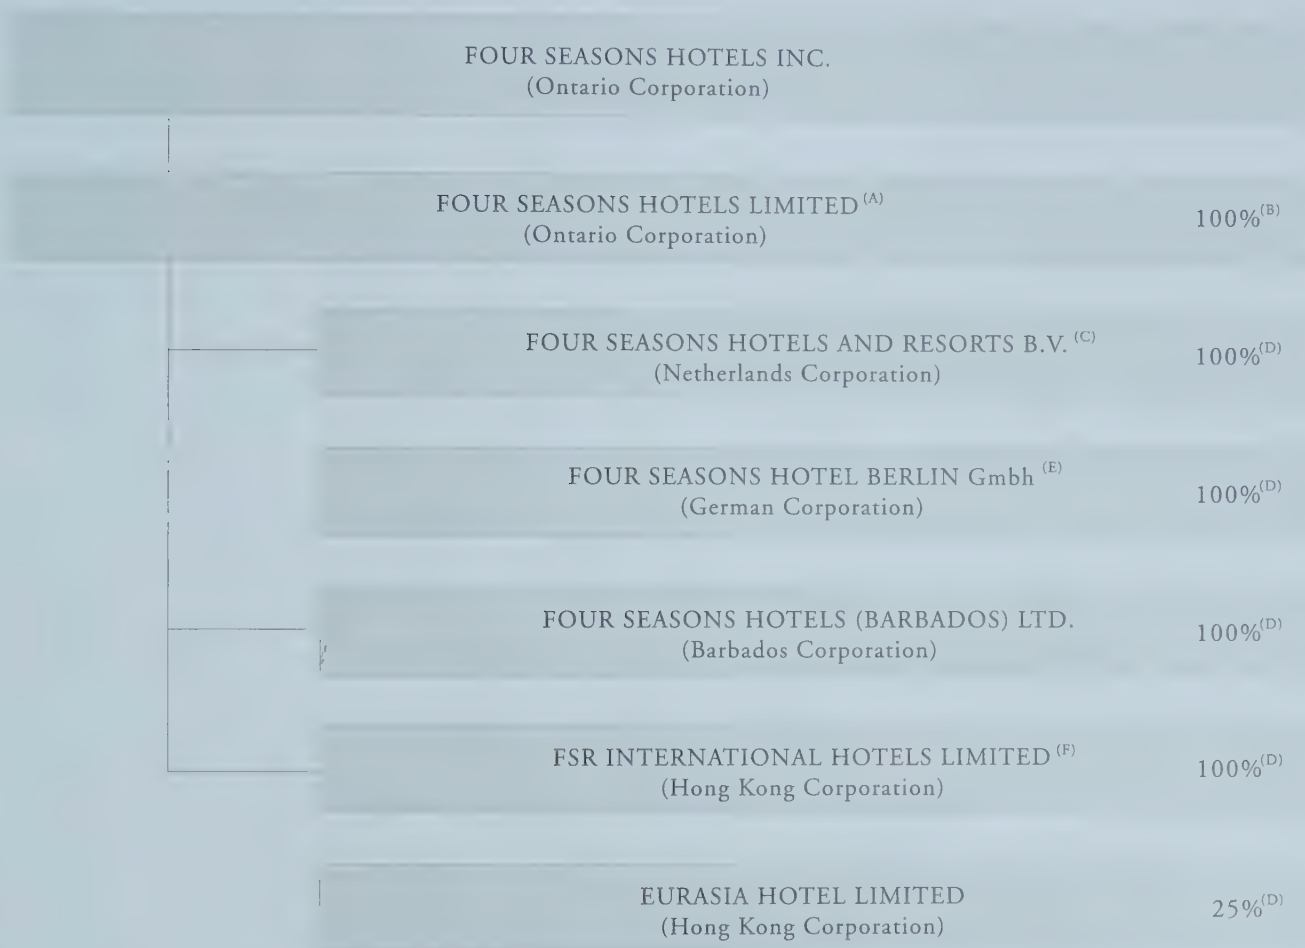 FOUR SEASONS HOTELS INC.
(Ontario Corporation)
FOUR SEASONS HOTELS LIMITED (A)
(Ontario Corporation)
100%(B)
FOUR SEASONS HOTELS AND RESORTS B.V. (C)
(Netherlands Corporation)
100%(D)
FOUR SEASONS HOTEL BERLIN Gmbh (E)
(German Corporation)
100%(D)
FOUR SEASONS HOTELS (BARBADOS) LTD.
(Barbados Corporation)
100%(D)
FSR INTERNATIONAL HOTELS LIMITED (F)
(Hong Kong Corporation)
100%(D)
EURASIA HOTEL LIMITED
(Hong Kong Corporation)
25%(D)